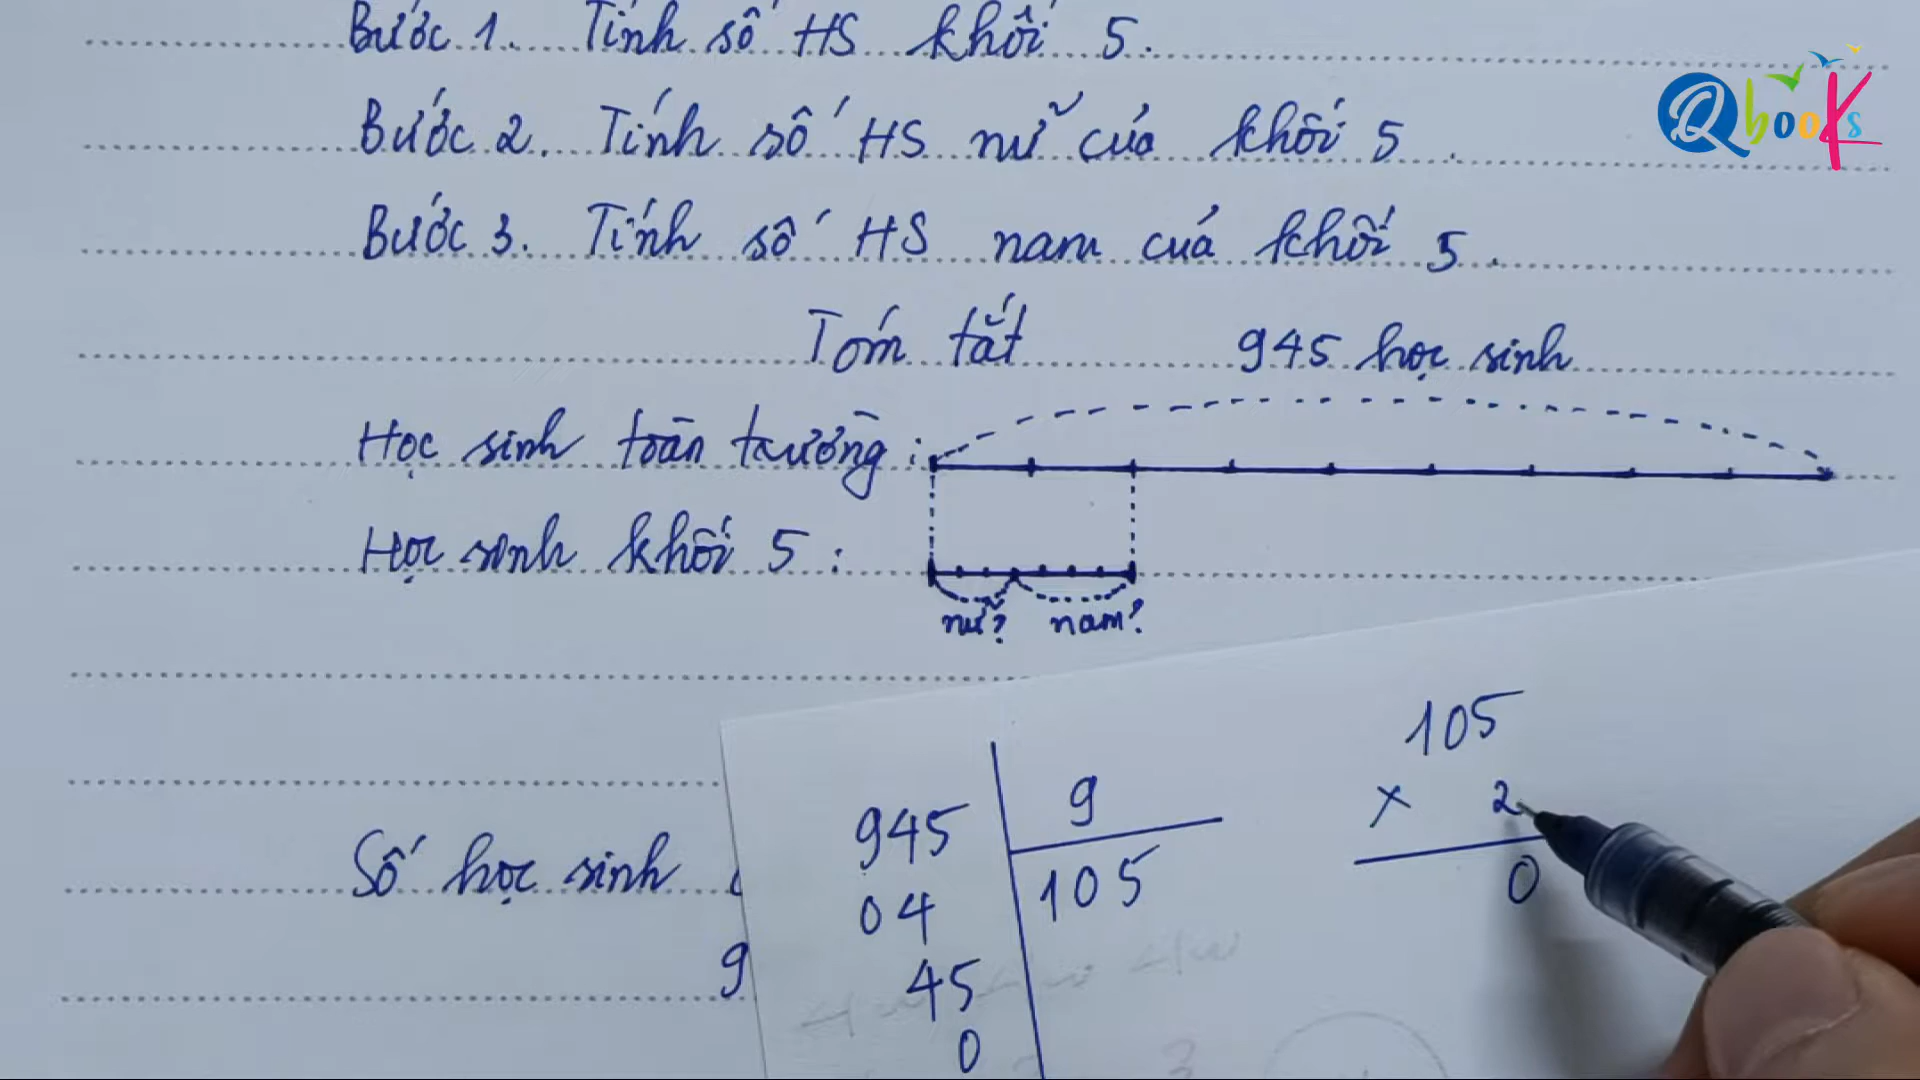 Bước 1. Tính số HS khối 5.
Bước 2. Tính số HS nữ của khối 5.
Bước 3. Tính số HS nam của khối 5.
Tóm tắt
945 học sinh
Học sinh toàn trường:
Học sinh khối 5:
nữ? nam?
Số học sinh
9
945 9
04 105
45
0
105
× 2
0
Qbooks